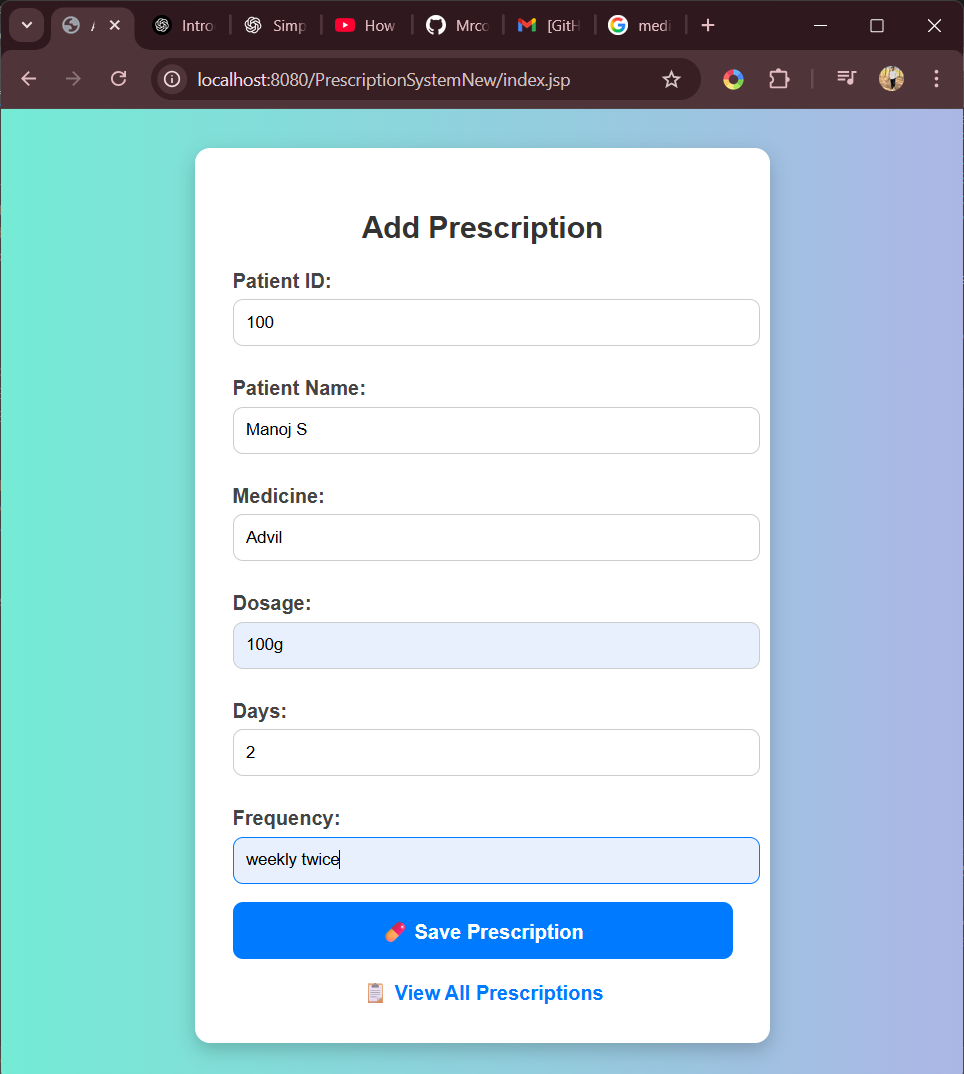 Intro
Simp
How
Mrco
[GitH
medi
localhost:8080/PrescriptionSystemNew/index.jsp
Add Prescription
Patient ID:
100
Patient Name:
Manoj S
Medicine:
Advil
Dosage:
100g
Days:
2
Frequency:
weekly twice
Save Prescription
View All Prescriptions